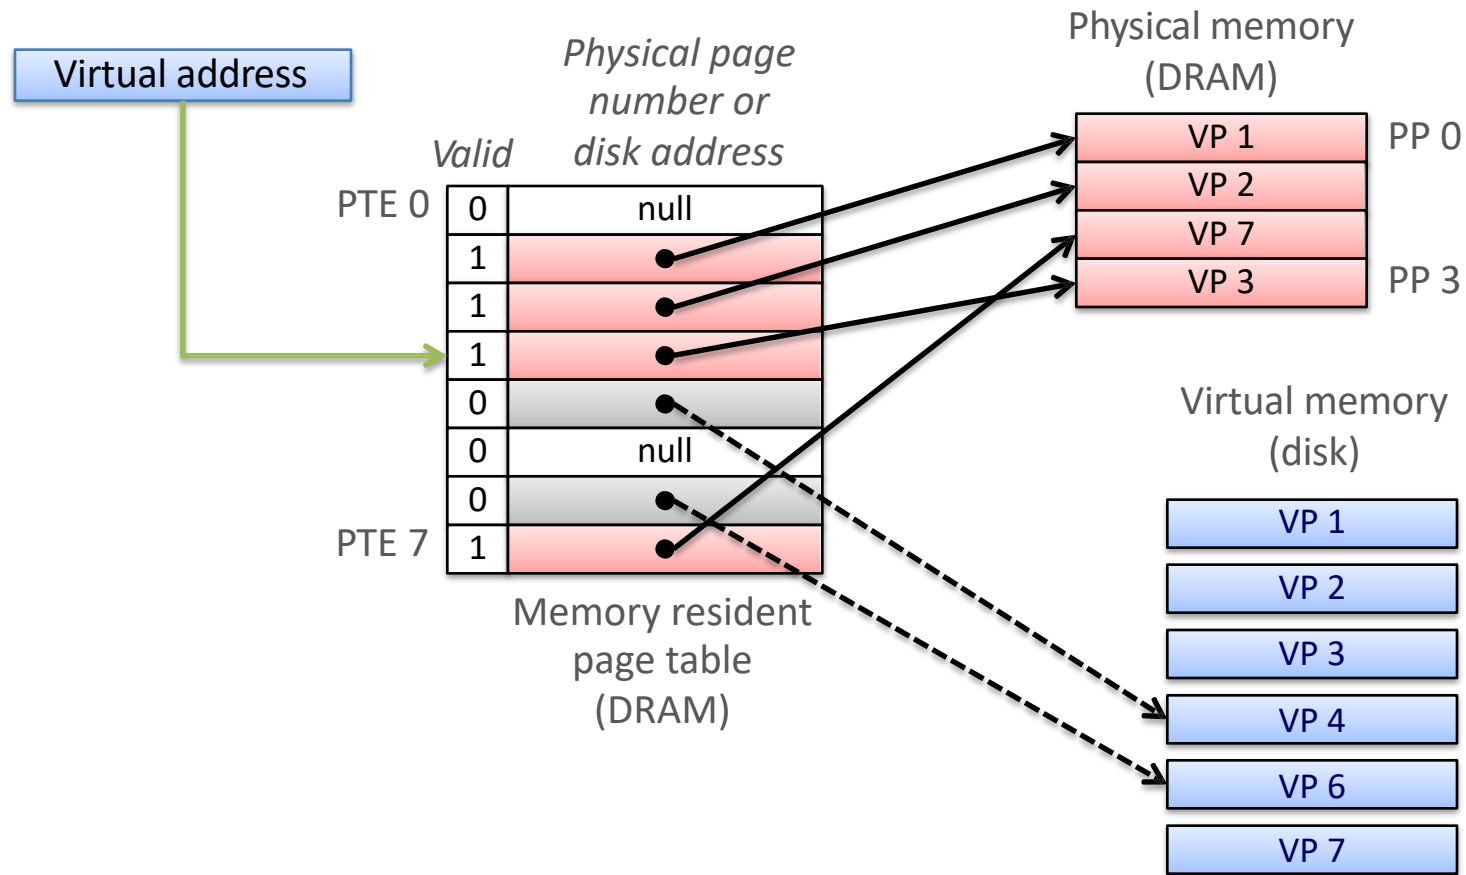 Virtual address
Physical page
number or
disk address
Valid
Physical memory
(DRAM)
PTE 0
0 null
1
1
1
0
0 null
0
PTE 7 1
Memory resident
page table
(DRAM)
VP 1 PP 0
VP 2
VP 7
VP 3 PP 3
Virtual memory
(disk)
VP 1
VP 2
VP 3
VP 4
VP 6
VP 7